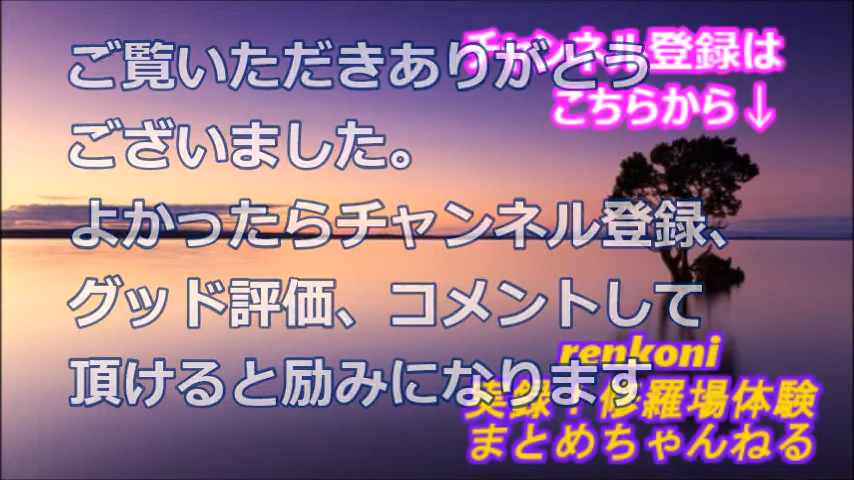 ご覧いただきありがとう
ございました。
よかったらチャンネル登録、
グッド評価、コメントして
頂けると励みになります
チャンネル登録は
こちらから↓
renkoni
実録！修羅場体験
まとめちゃんねる